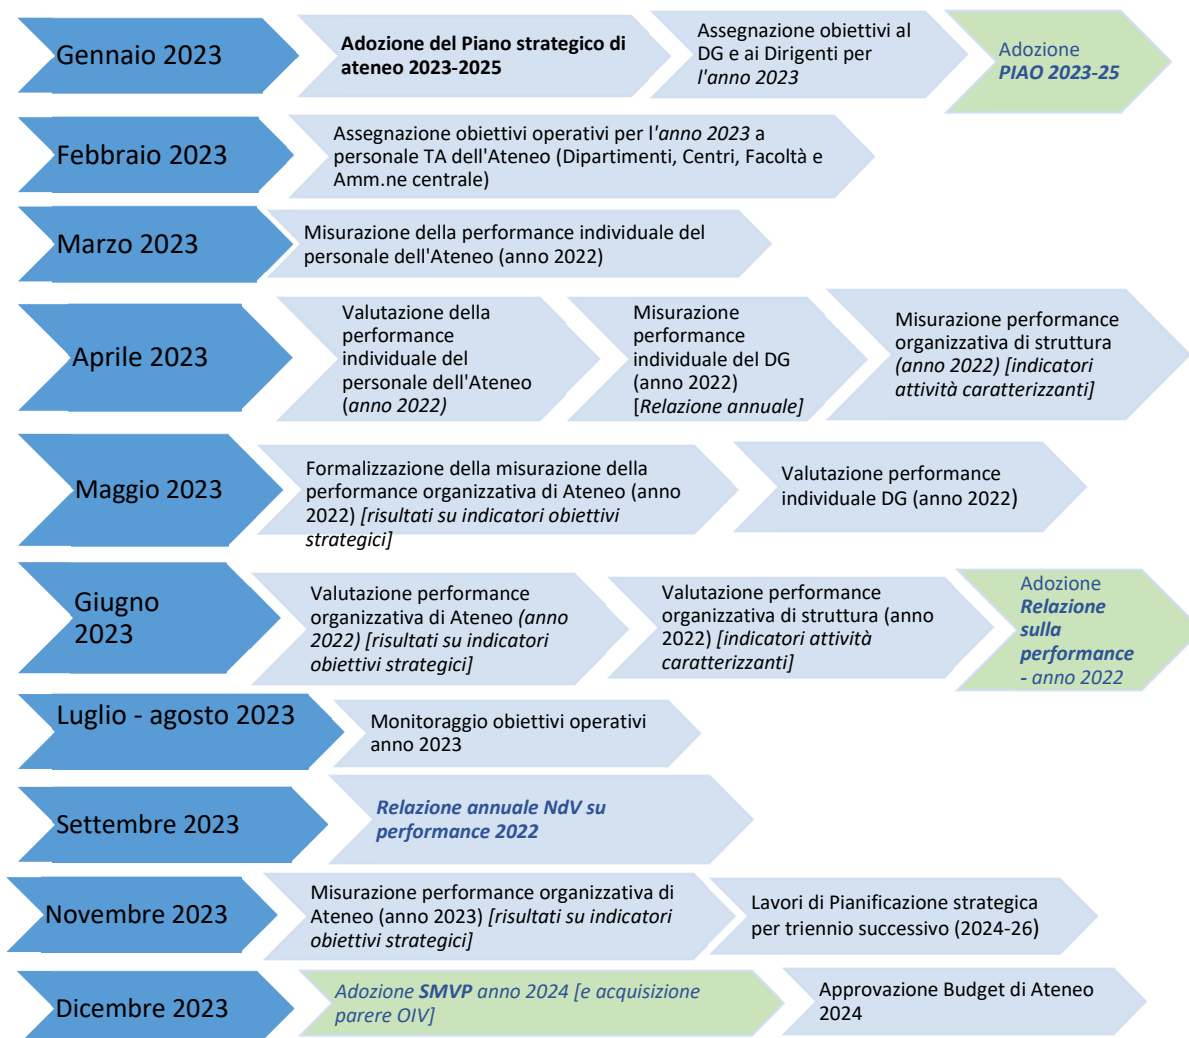 Gennaio 2023
Adozione del Piano strategico di
ateneo 2023-2025
Assegnazione obiettivi al
DG e ai Dirigenti per
l'anno 2023
Adozione
PIAO 2023-25
Febbraio 2023
Assegnazione obiettivi operativi per l'anno 2023 a
personale TA dell'Ateneo (Dipartimenti, Centri, Facoltà e
Amm.ne centrale)
Marzo 2023
Misurazione della performance individuale del
personale dell'Ateneo (anno 2022)
Aprile 2023
Valutazione della
performance
individuale del
personale dell'Ateneo
(anno 2022)
Misurazione
performance
individuale del DG
(anno 2022)
[Relazione annuale]
Misurazione performance
organizzativa di struttura
(anno 2022) [indicatori
attività caratterizzanti]
Maggio 2023
Formalizzazione della misurazione della
performance organizzativa di Ateneo (anno
2022) [risultati su indicatori obiettivi
strategici]
Valutazione performance
individuale DG (anno 2022)
Giugno
2023
Valutazione performance
organizzativa di Ateneo (anno
2022) [risultati su indicatori
obiettivi strategici]
Valutazione performance
organizzativa di struttura (anno
2022) [indicatori attività
caratterizzanti]
Adozione
Relazione
sulla
performance
- anno 2022
Luglio - agosto 2023
Monitoraggio obiettivi operativi
anno 2023
Settembre 2023
Relazione annuale NdV su
performance 2022
Novembre 2023
Misurazione performance organizzativa di
Ateneo (anno 2023) [risultati su indicatori
obiettivi strategici]
Lavori di Pianificazione strategica
per triennio successivo (2024-26)
Dicembre 2023
Adozione SMVP anno 2024 [e acquisizione
parere OIV]
Approvazione Budget di Ateneo
2024